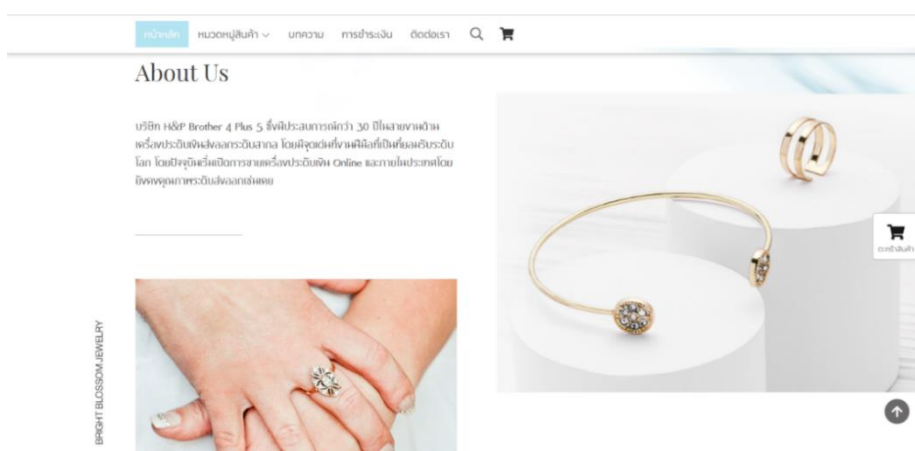 หน้าหลัก หมวดหมู่สินค้า บทความ การชำระเงิน ติดต่อเรา
About Us
บริษัท H&P Brother 4 Plus 5 ซึ่งมีประสบการณ์กว่า 30 ปีในสายงานด้าน
เครื่องประดับเงินส่งออกระดับสากล โดยมีจุดเด่นที่งานฝีมือที่เป็นที่ยอมรับระดับ
โลก โดยปัจจุบันเริ่มเปิดการขายเครื่องประดับเงิน Online และภายในประเทศโดย
ยังคงคุณภาพระดับส่งออกเช่นเคย
ตะกร้าสินค้า
BRIGHT BLOSSOM JEWELRY